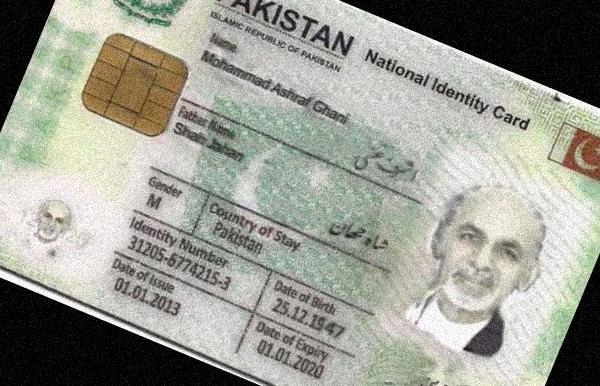 PAKISTAN National Identity Card
ISLAMIC REPUBLIC OF PAKISTAN
Name
Mohammad Ashraf Ghani
اشرف غنی
Father Name
Shah Jahan
شاہ جہان
Gender
M
Country of Stay
Pakistan
Identity Number
31205-6774215-3
Date of Birth
25.12.1947
Date of Issue
01.01.2013
Date of Expiry
01.01.2020